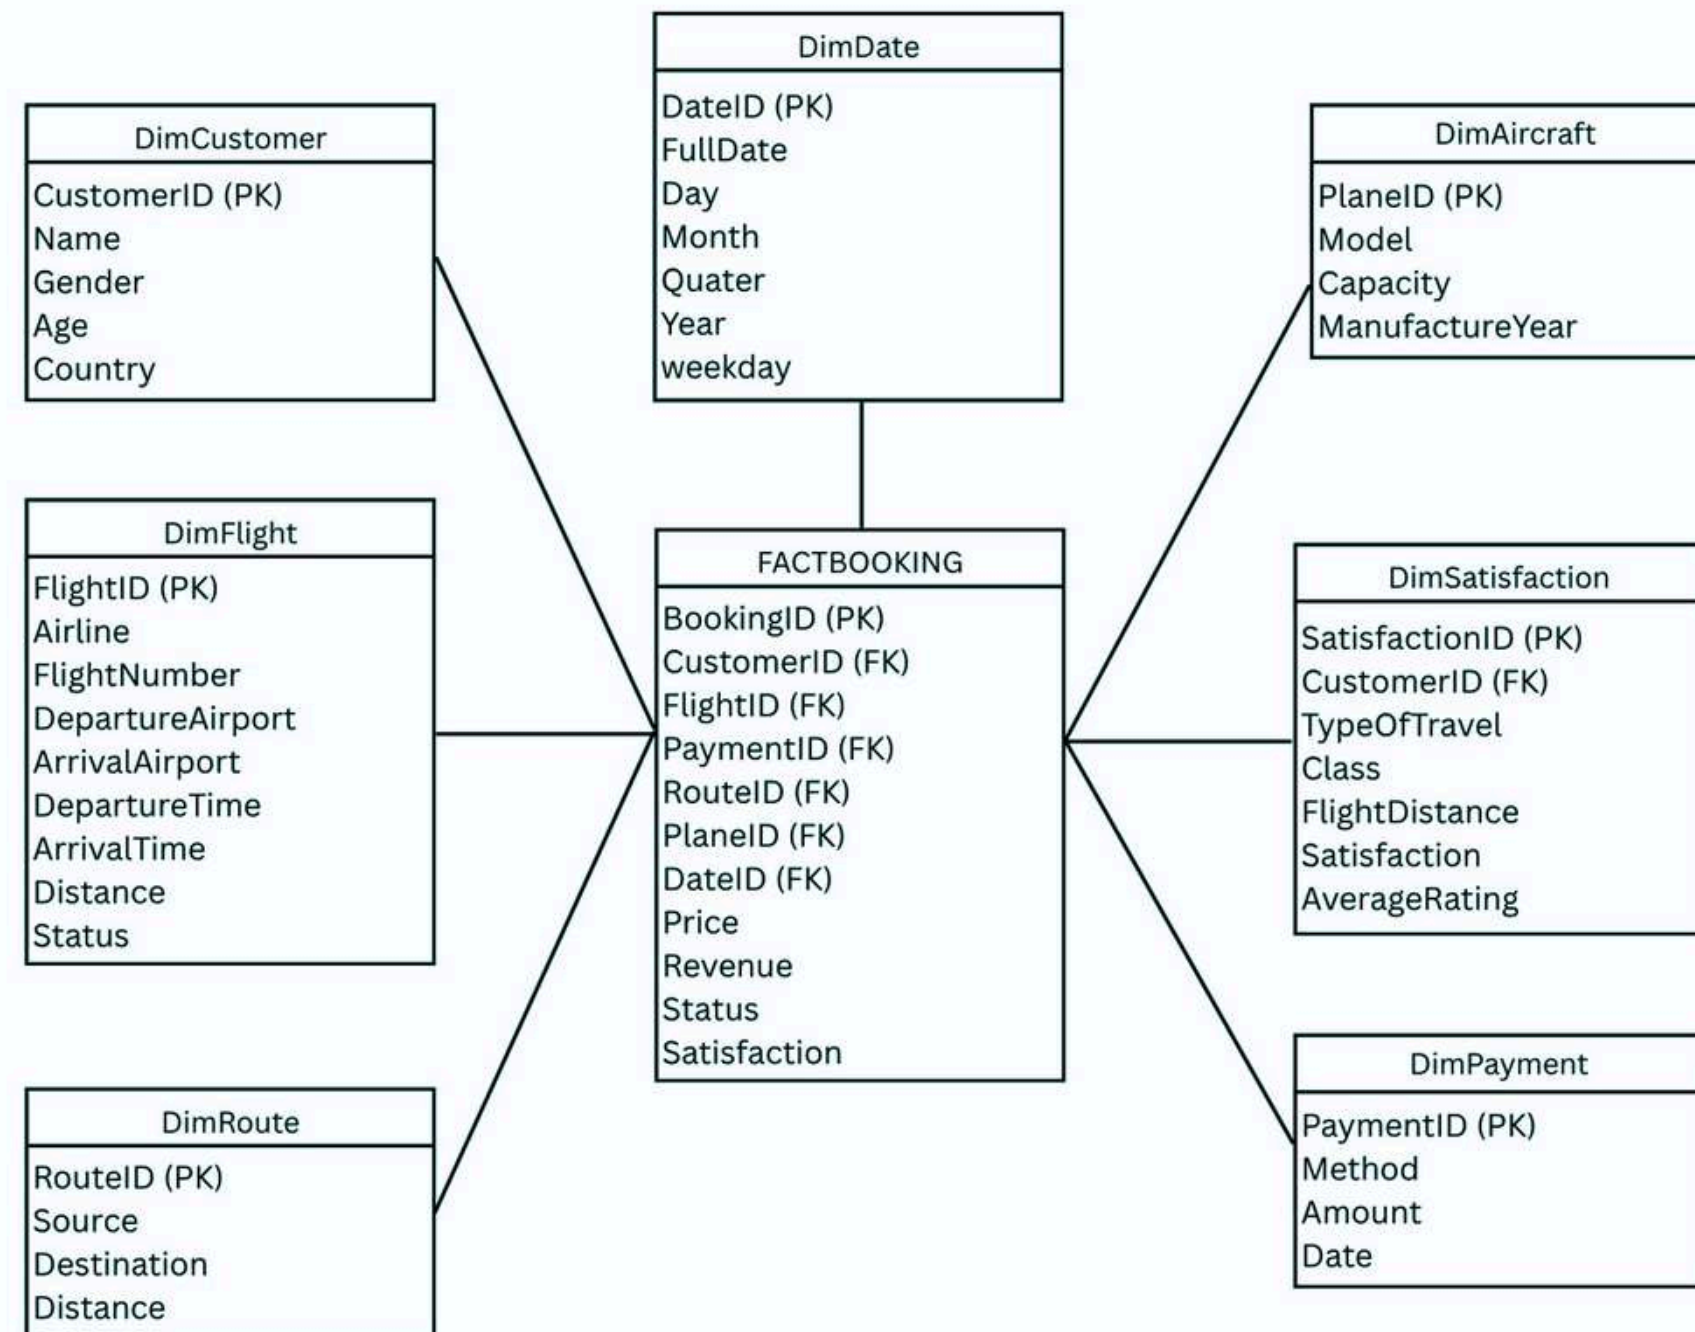 DimDate
DateID (PK)
FullDate
Day
Month
Quater
Year
weekday
DimCustomer
CustomerID (PK)
Name
Gender
Age
Country
DimAircraft
PlaneID (PK)
Model
Capacity
ManufactureYear
DimFlight
FlightID (PK)
Airline
FlightNumber
DepartureAirport
ArrivalAirport
DepartureTime
ArrivalTime
Distance
Status
FACTBOOKING
BookingID (PK)
CustomerID (FK)
FlightID (FK)
PaymentID (FK)
RouteID (FK)
PlaneID (FK)
DateID (FK)
Price
Revenue
Status
Satisfaction
DimSatisfaction
SatisfactionID (PK)
CustomerID (FK)
TypeOfTravel
Class
FlightDistance
Satisfaction
AverageRating
DimRoute
RouteID (PK)
Source
Destination
Distance
DimPayment
PaymentID (PK)
Method
Amount
Date